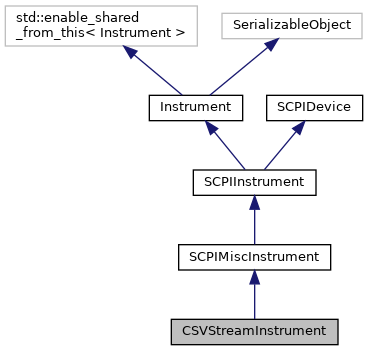 std::enable_shared
_from_this< Instrument >
SerializableObject
Instrument
SCPIDevice
SCPIInstrument
SCPIMiscInstrument
CSVStreamInstrument